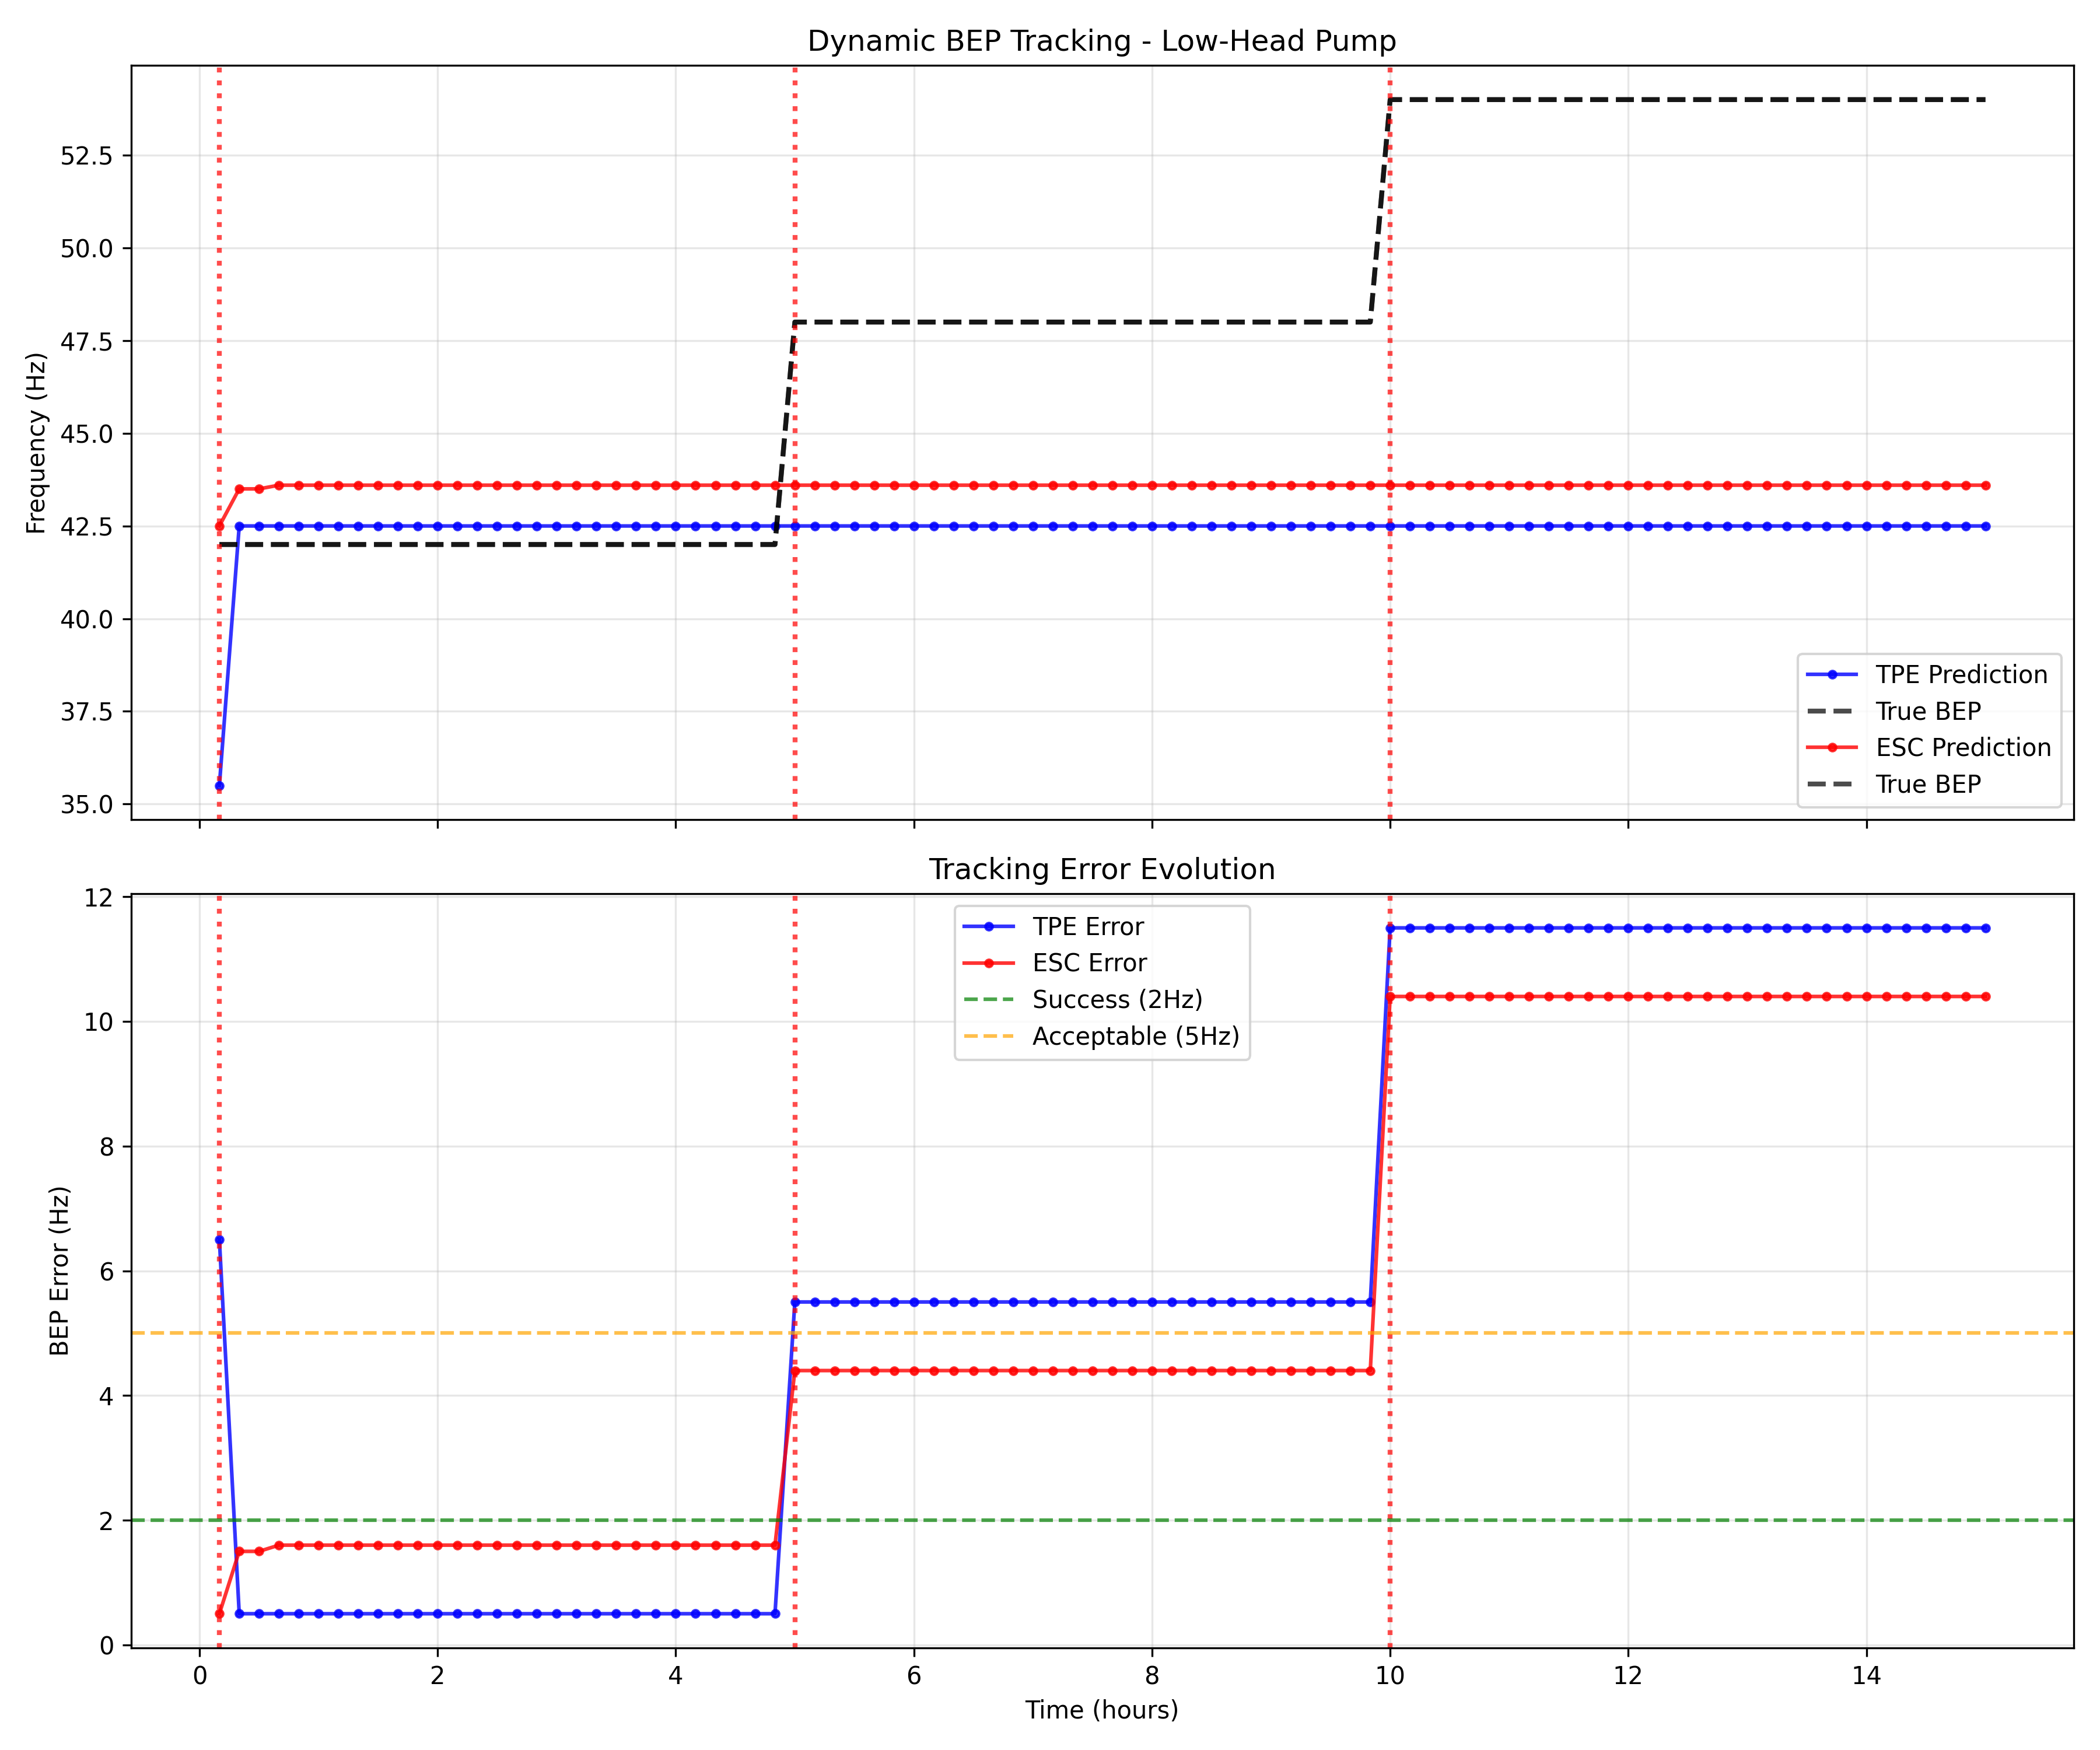 Dynamic BEP Tracking - Low-Head Pump
Frequency (Hz)
52.5
50.0
47.5
45.0
42.5
40.0
37.5
35.0
TPE Prediction
True BEP
ESC Prediction
True BEP
Tracking Error Evolution
BEP Error (Hz)
12
10
8
6
4
2
0
TPE Error
ESC Error
Success (2Hz)
Acceptable (5Hz)
0 2 4 6 8 10 12 14
Time (hours)